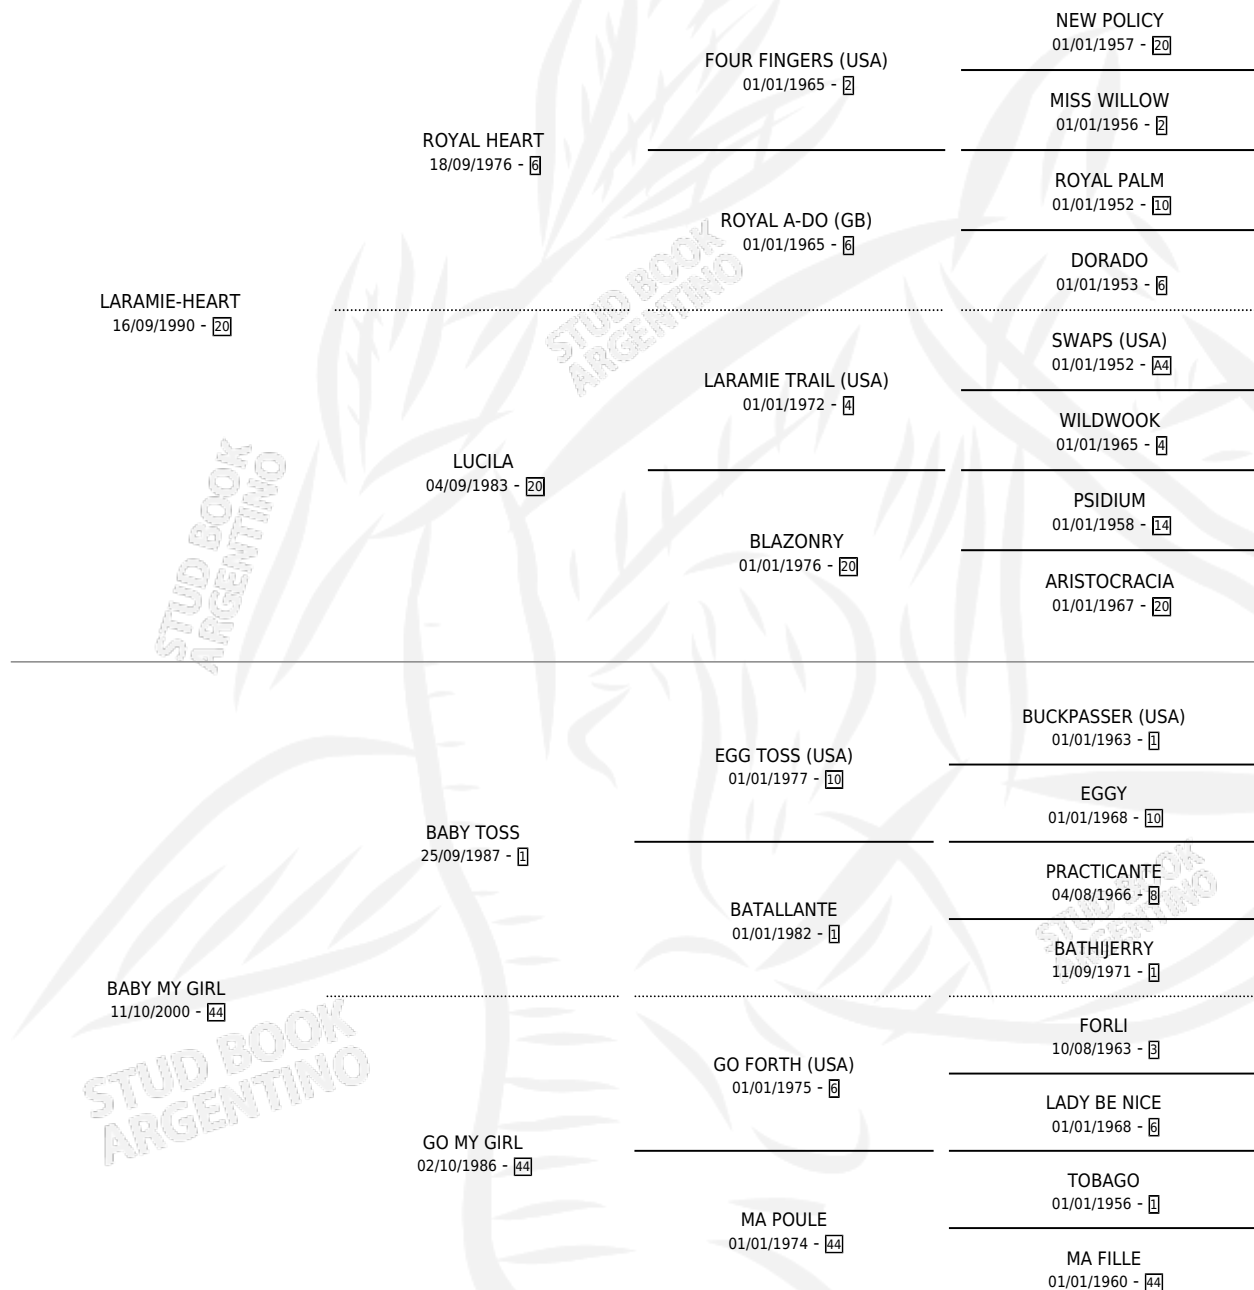 NEW POLICY
01/01/1957 - 20
FOUR FINGERS (USA)
01/01/1965 - 2
MISS WILLOW
01/01/1956 - 2
ROYAL HEART
18/09/1976 - 6
ROYAL PALM
01/01/1952 - 10
ROYAL A-DO (GB)
01/01/1965 - 6
DORADO
01/01/1953 - 6
LARAMIE-HEART
16/09/1990 - 20
STUD BOOK
ARGENTINO
SWAPS (USA)
01/01/1952 - A4
LARAMIE TRAIL (USA)
01/01/1972 - 4
WILDWOOK
01/01/1965 - 4
LUCILA
04/09/1983 - 20
PSIDIUM
01/01/1958 - 14
BLAZONRY
01/01/1976 - 20
ARISTOCRACIA
01/01/1967 - 20
STUD BOOK
ARGENTINO
BUCKPASSER (USA)
01/01/1963 - 1
EGG TOSS (USA)
01/01/1977 - 10
EGGY
01/01/1968 - 10
BABY TOSS
25/09/1987 - 1
PRACTICANTE
04/08/1966 - 8
BATALLANTE
01/01/1982 - 1
BATHIJERRY
11/09/1971 - 1
STUD BOOK
ARGENTINO
BABY MY GIRL
11/10/2000 - 44
STUD BOOK
ARGENTINO
FORLI
10/08/1963 - 3
GO FORTH (USA)
01/01/1975 - 6
LADY BE NICE
01/01/1968 - 6
GO MY GIRL
02/10/1986 - 44
TOBAGO
01/01/1956 - 1
MA POULE
01/01/1974 - 44
MA FILLE
01/01/1960 - 44